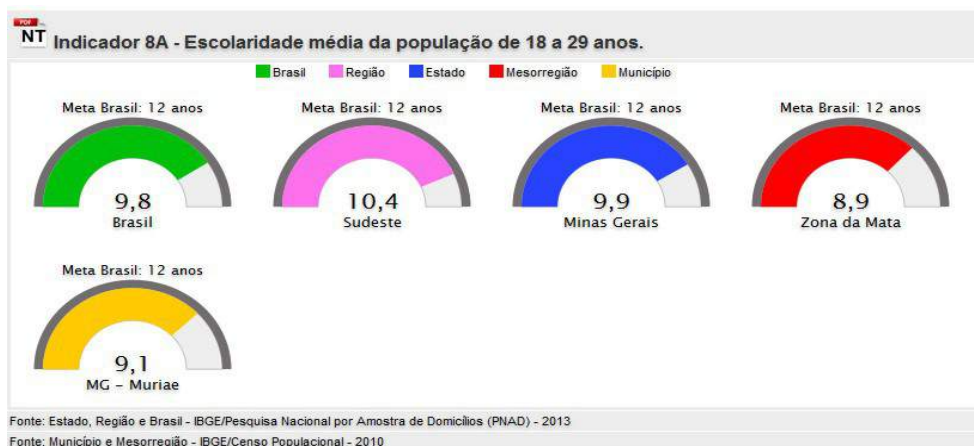 PDF
NT Indicador 8A - Escolaridade média da população de 18 a 29 anos.
Brasil Região Estado Mesorregião Município
Meta Brasil: 12 anos Meta Brasil: 12 anos Meta Brasil: 12 anos Meta Brasil: 12 anos
9,8 10,4 9,9 8,9
Brasil Sudeste Minas Gerais Zona da Mata
Meta Brasil: 12 anos
9,1
MG - Muriae
Fonte: Estado, Região e Brasil - IBGE/Pesquisa Nacional por Amostra de Domicílios (PNAD) - 2013
Fonte: Município e Mesorregião - IBGE/Censo Populacional - 2010